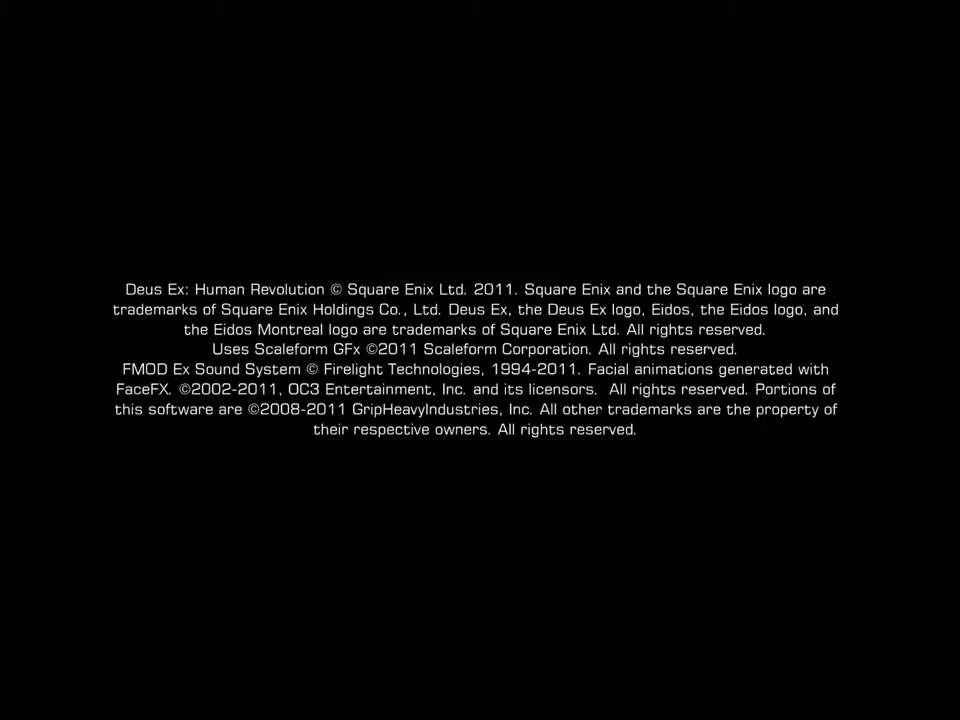 Deus Ex: Human Revolution © Square Enix Ltd. 2011. Square Enix and the Square Enix logo are
trademarks of Square Enix Holdings Co., Ltd. Deus Ex, the Deus Ex logo, Eidos, the Eidos logo, and
the Eidos Montreal logo are trademarks of Square Enix Ltd. All rights reserved.
Uses Scaleform GFx ©2011 Scaleform Corporation. All rights reserved.
FMOD Ex Sound System © Firelight Technologies, 1994-2011. Facial animations generated with
FaceFX. ©2002-2011, OC3 Entertainment, Inc. and its licensors.  All rights reserved. Portions of
this software are ©2008-2011 GripHeavyIndustries, Inc. All other trademarks are the property of
their respective owners. All rights reserved.